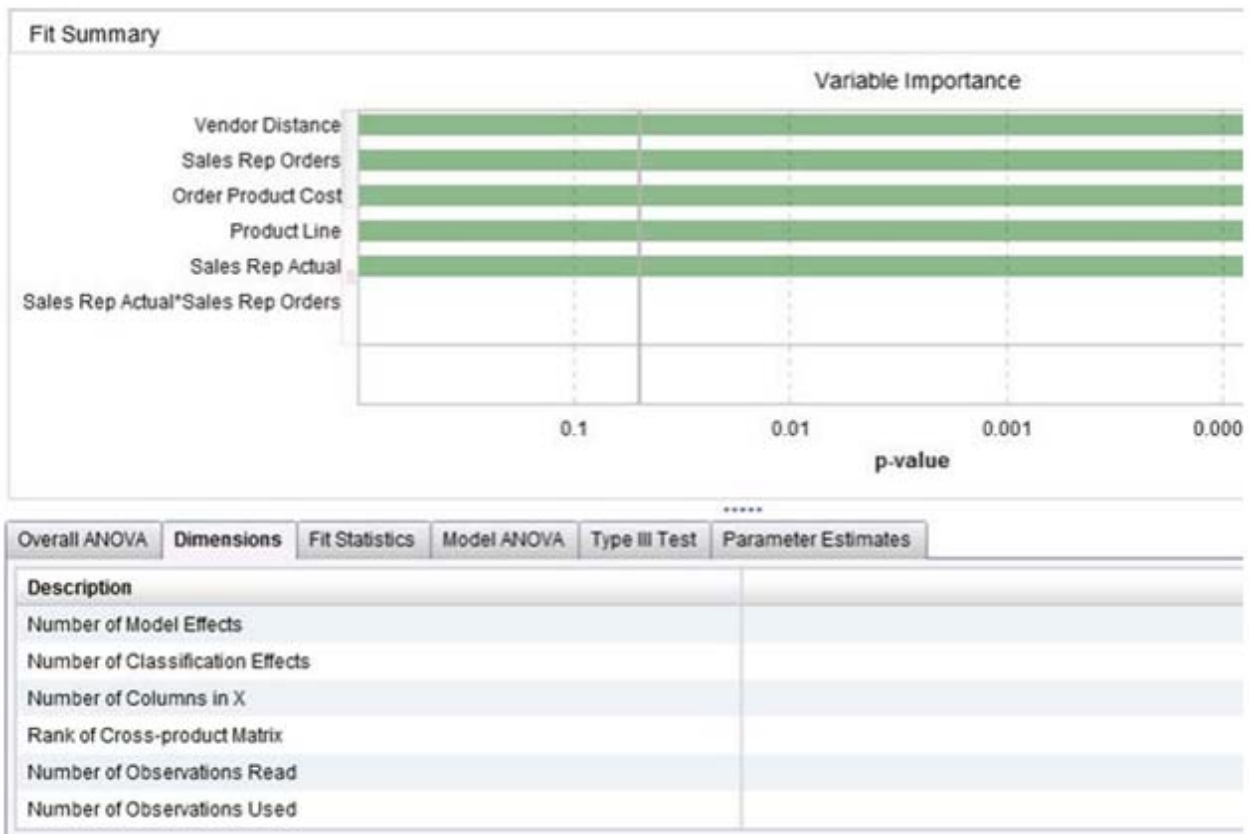 Fit Summary
Variable Importance
Vendor Distance
Sales Rep Orders
Order Product Cost
Product Line
Sales Rep Actual
Sales Rep Actual*Sales Rep Orders
0.1 0.01 0.001 0.000
p-value
Overall ANOVA Dimensions Fit Statistics Model ANOVA Type III Test Parameter Estimates
Description
Number of Model Effects
Number of Classification Effects
Number of Columns in X
Rank of Cross-product Matrix
Number of Observations Read
Number of Observations Used